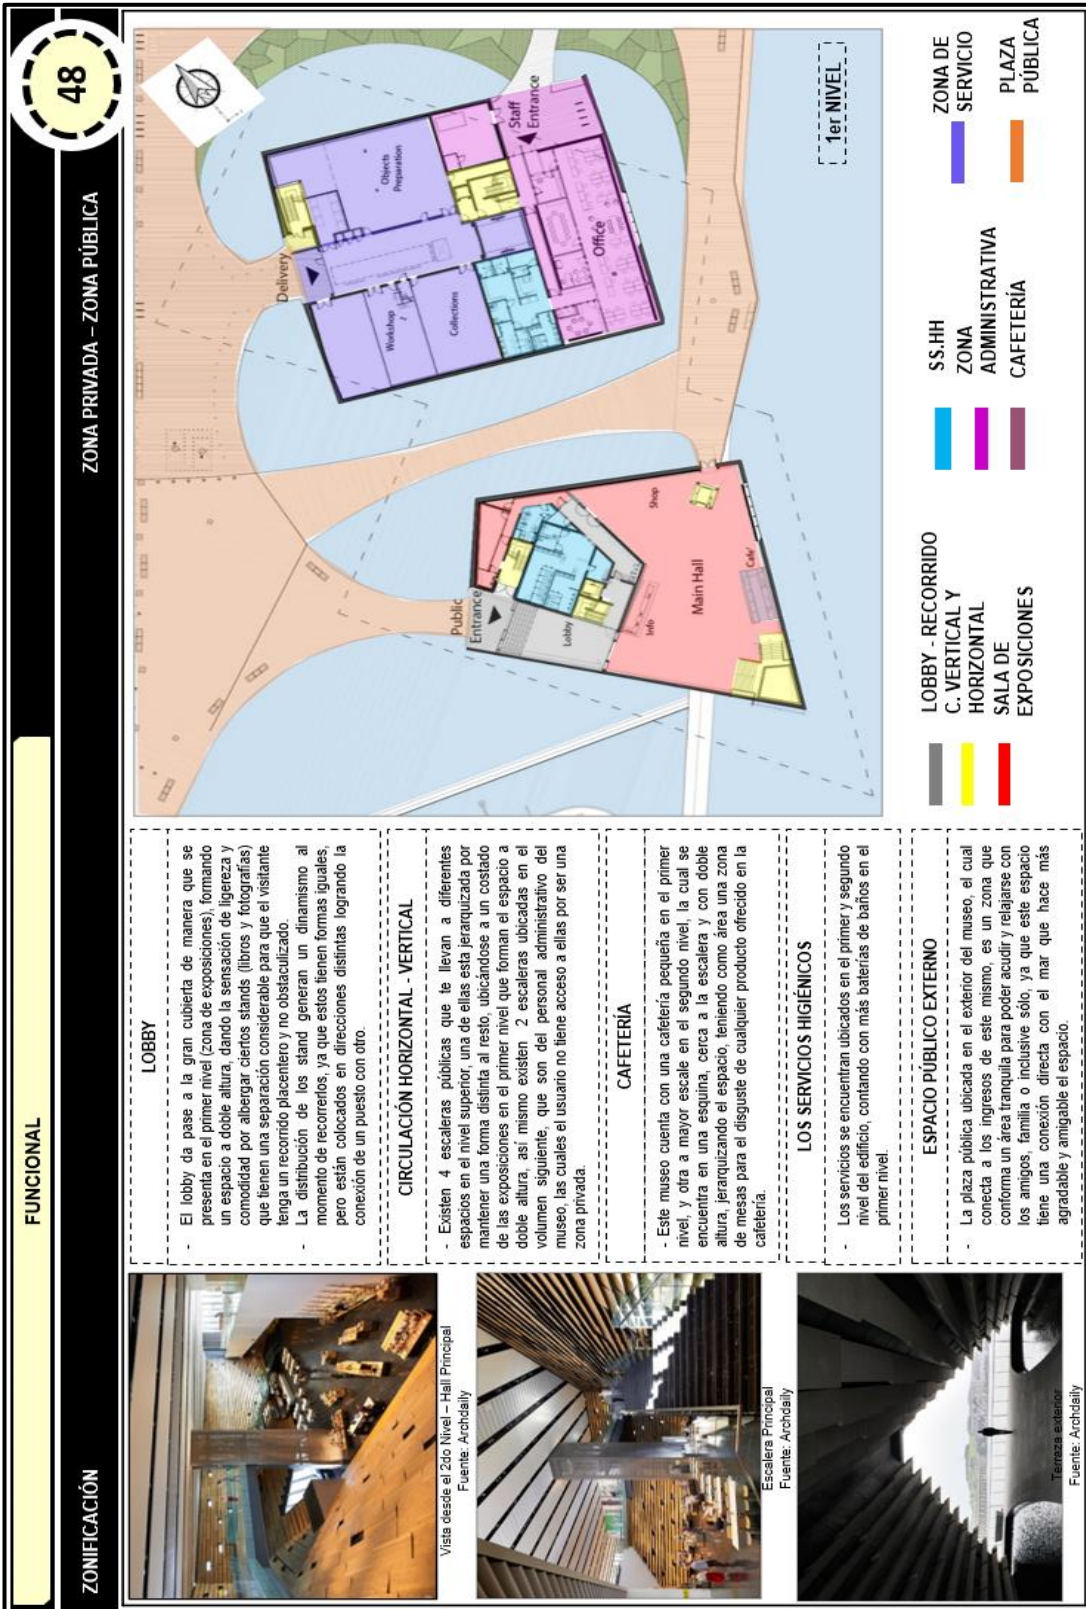 FUNCIONAL
48
ZONIFICACIÓN
ZONA PRIVADA – ZONA PÚBLICA
Vista desde el 2do Nivel – Hall Principal
Fuente: Archdaily
Escalera Principal
Fuente: Archdaily
Terraza exterior
Fuente: Archdaily
LOBBY
- El lobby da pase a la gran cubierta de manera que se
presenta en el primer nivel (zona de exposiciones), formando
un espacio a doble altura, dando la sensación de ligereza y
comodidad por albergar ciertos stands (libros y fotografías)
que tienen una separación considerable para que el visitante
tenga un recorrido placentero y no obstaculizado.
- La distribución de los stand generan un dinamismo al
momento de recorrerlos, ya que estos tienen formas iguales,
pero están colocados en direcciones distintas logrando la
conexión de un puesto con otro.
CIRCULACIÓN HORIZONTAL - VERTICAL
- Existen 4 escaleras públicas que te llevan a diferentes
espacios en el nivel superior, una de ellas esta jerarquizada por
mantener una forma distinta al resto, ubicándose a un costado
de las exposiciones en el primer nivel que forman el espacio a
doble altura, así mismo existen 2 escaleras ubicadas en el
volumen siguiente, que son del personal administrativo del
museo, las cuales el usuario no tiene acceso a ellas por ser una
zona privada.
CAFETERÍA
- Este museo cuenta con una cafetería pequeña en el primer
nivel, y otra a mayor escale en el segundo nivel, la cual se
encuentra en una esquina, cerca a la escalera y con doble
altura, jerarquizando el espacio, teniendo como área una zona
de mesas para el disguste de cualquier producto ofrecido en la
cafetería.
LOS SERVICIOS HIGIÉNICOS
- Los servicios se encuentran ubicados en el primer y segundo
nivel del edificio, contando con más baterías de baños en el
primer nivel.
ESPACIO PÚBLICO EXTERNO
- La plaza pública ubicada en el exterior del museo, el cual
conecta a los ingresos de este mismo, es un zona que
conforma un área tranquila para poder acudir y relajarse con
los amigos, familia o inclusive sólo, ya que este espacio
tiene una conexión directa con el mar que hace más
agradable y amigable el espacio.
Public
Entrance
Lobby
Info
Main Hall
Shop
Cafe'
Delivery
Workshop
Collections
Objects
Preparation
Staff
Entrance
Office
1er NIVEL
LOBBY - RECORRIDO
C. VERTICAL Y
HORIZONTAL
SALA DE
EXPOSICIONES
SS.HH
ZONA
ADMINISTRATIVA
CAFETERÍA
ZONA DE
SERVICIO
PLAZA
PÚBLICA